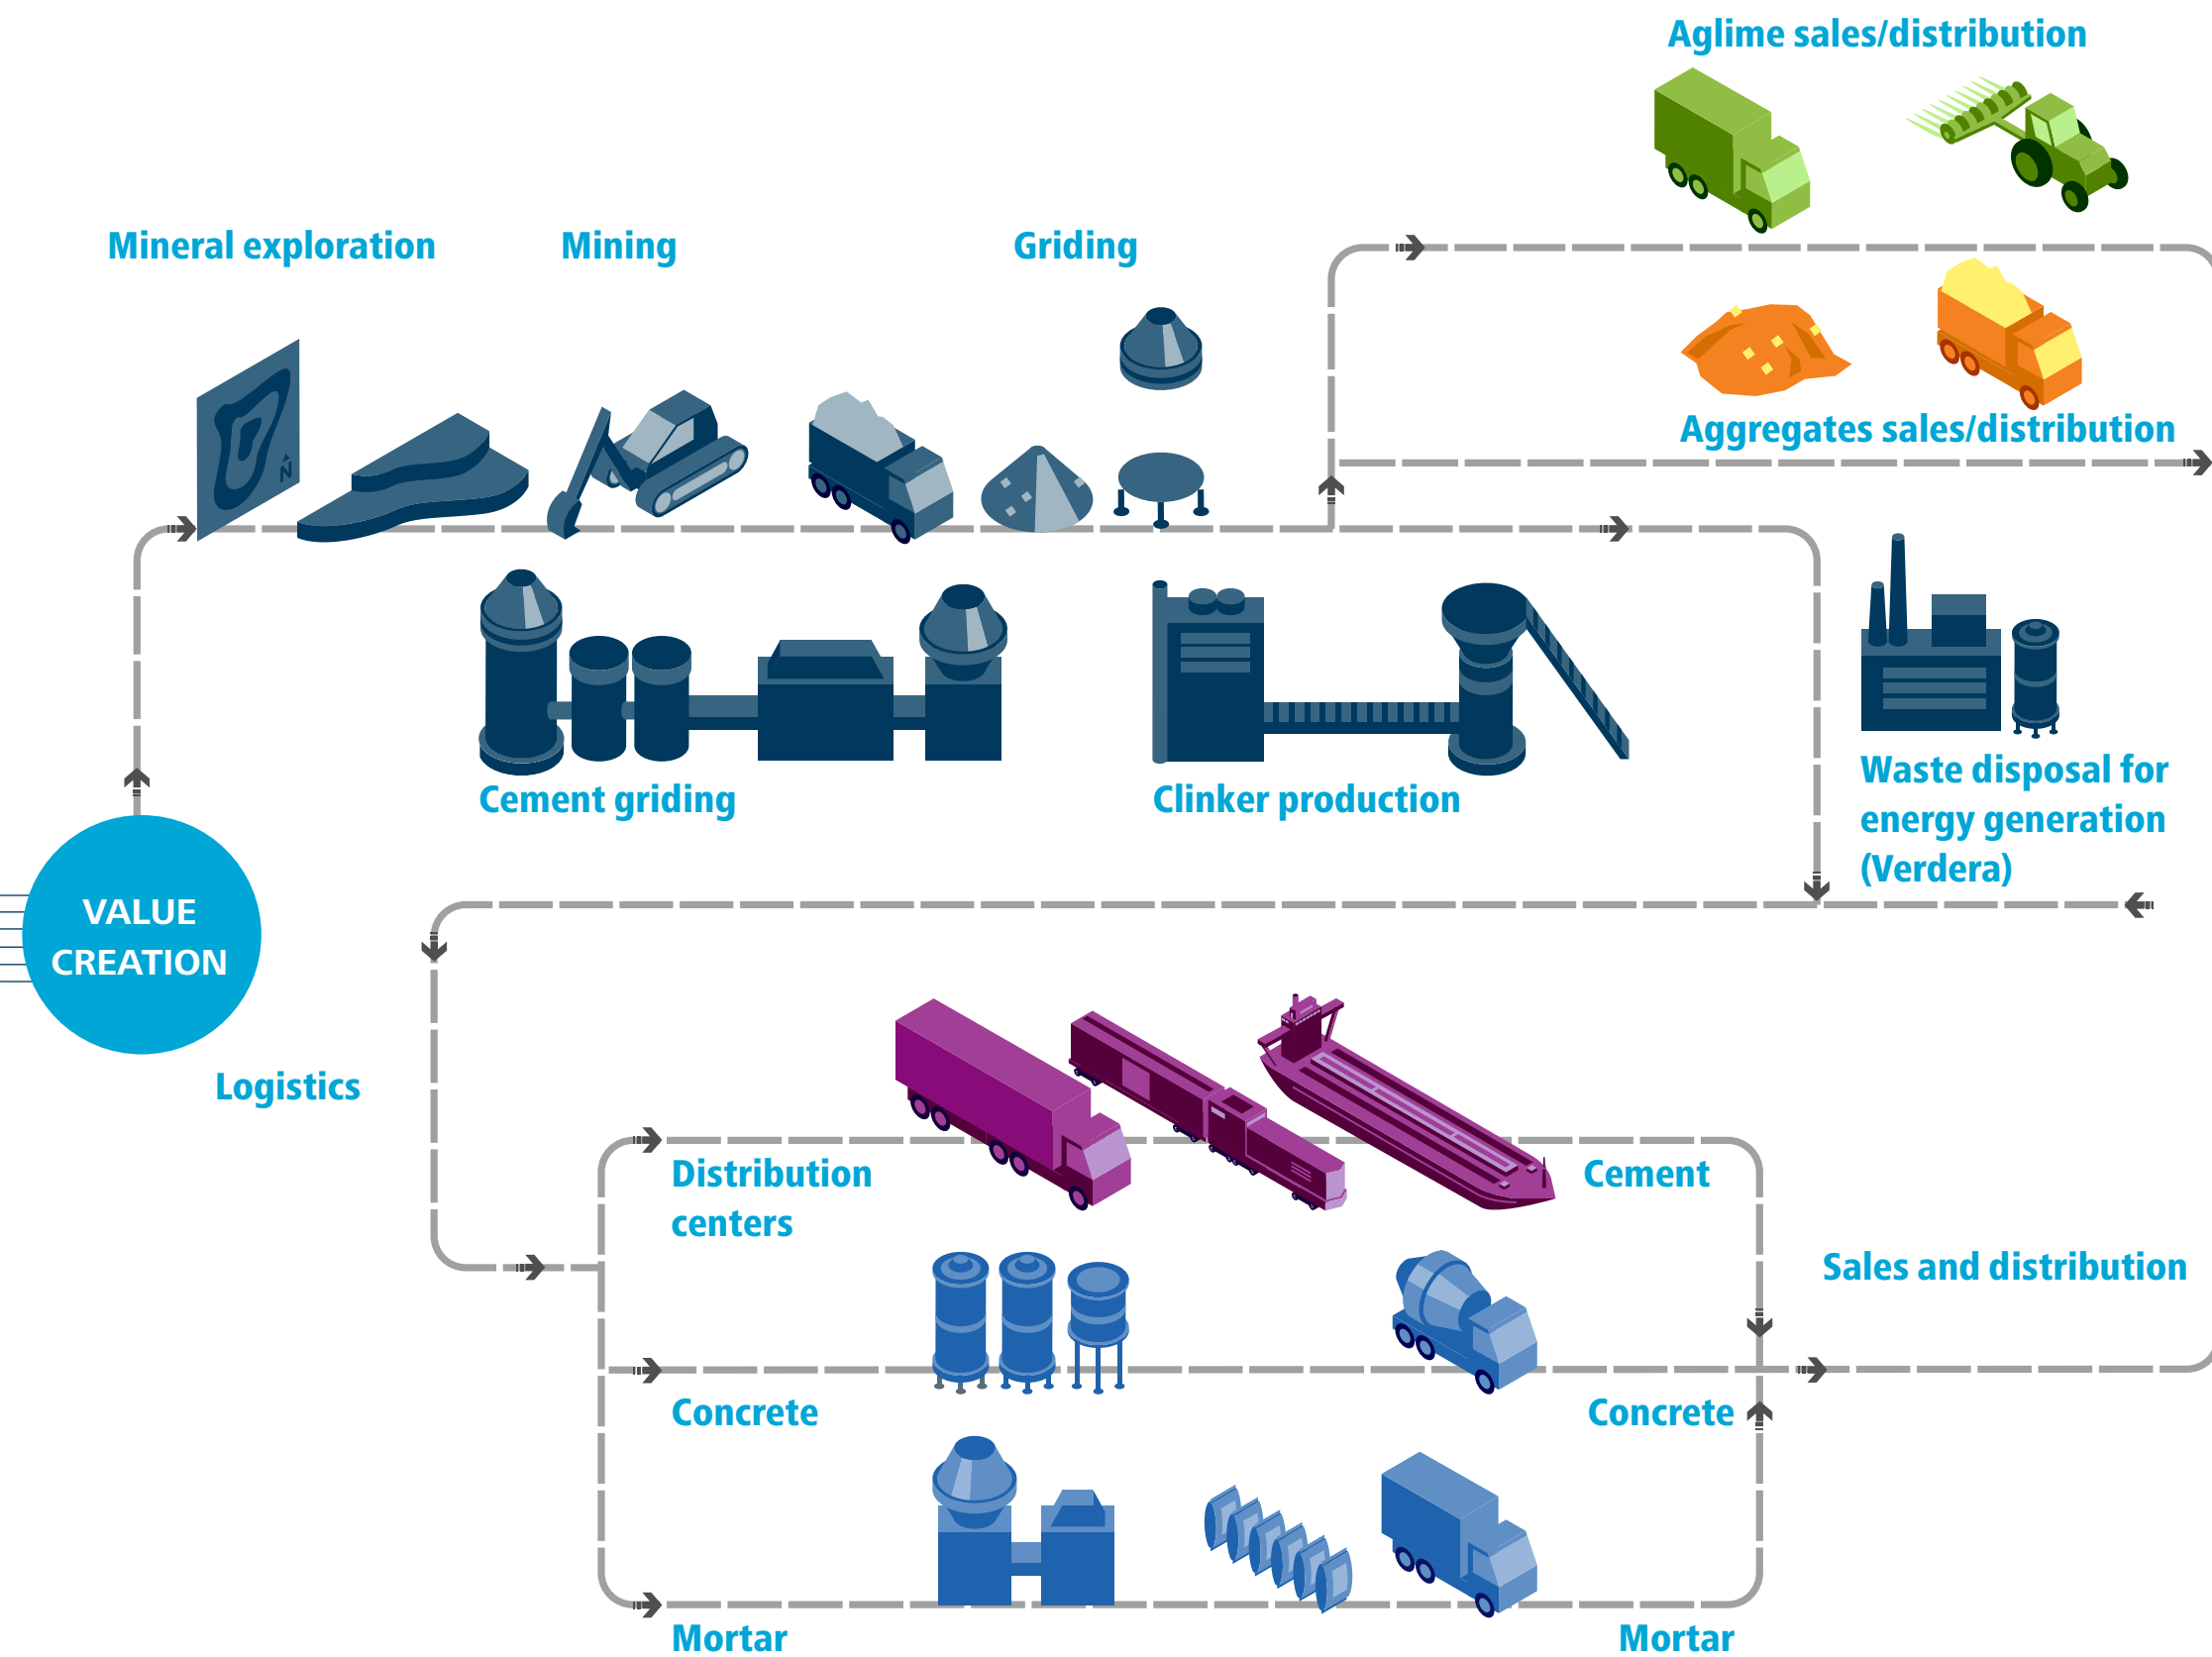 Aglime sales/distribution
Mineral exploration
Mining
Griding
Aggregates sales/distribution
N
Cement griding
Clinker production
Waste disposal for
energy generation
(Verdera)
VALUE
CREATION
Logistics
Distribution
centers
Cement
Sales and distribution
Concrete
Concrete
Mortar
Mortar